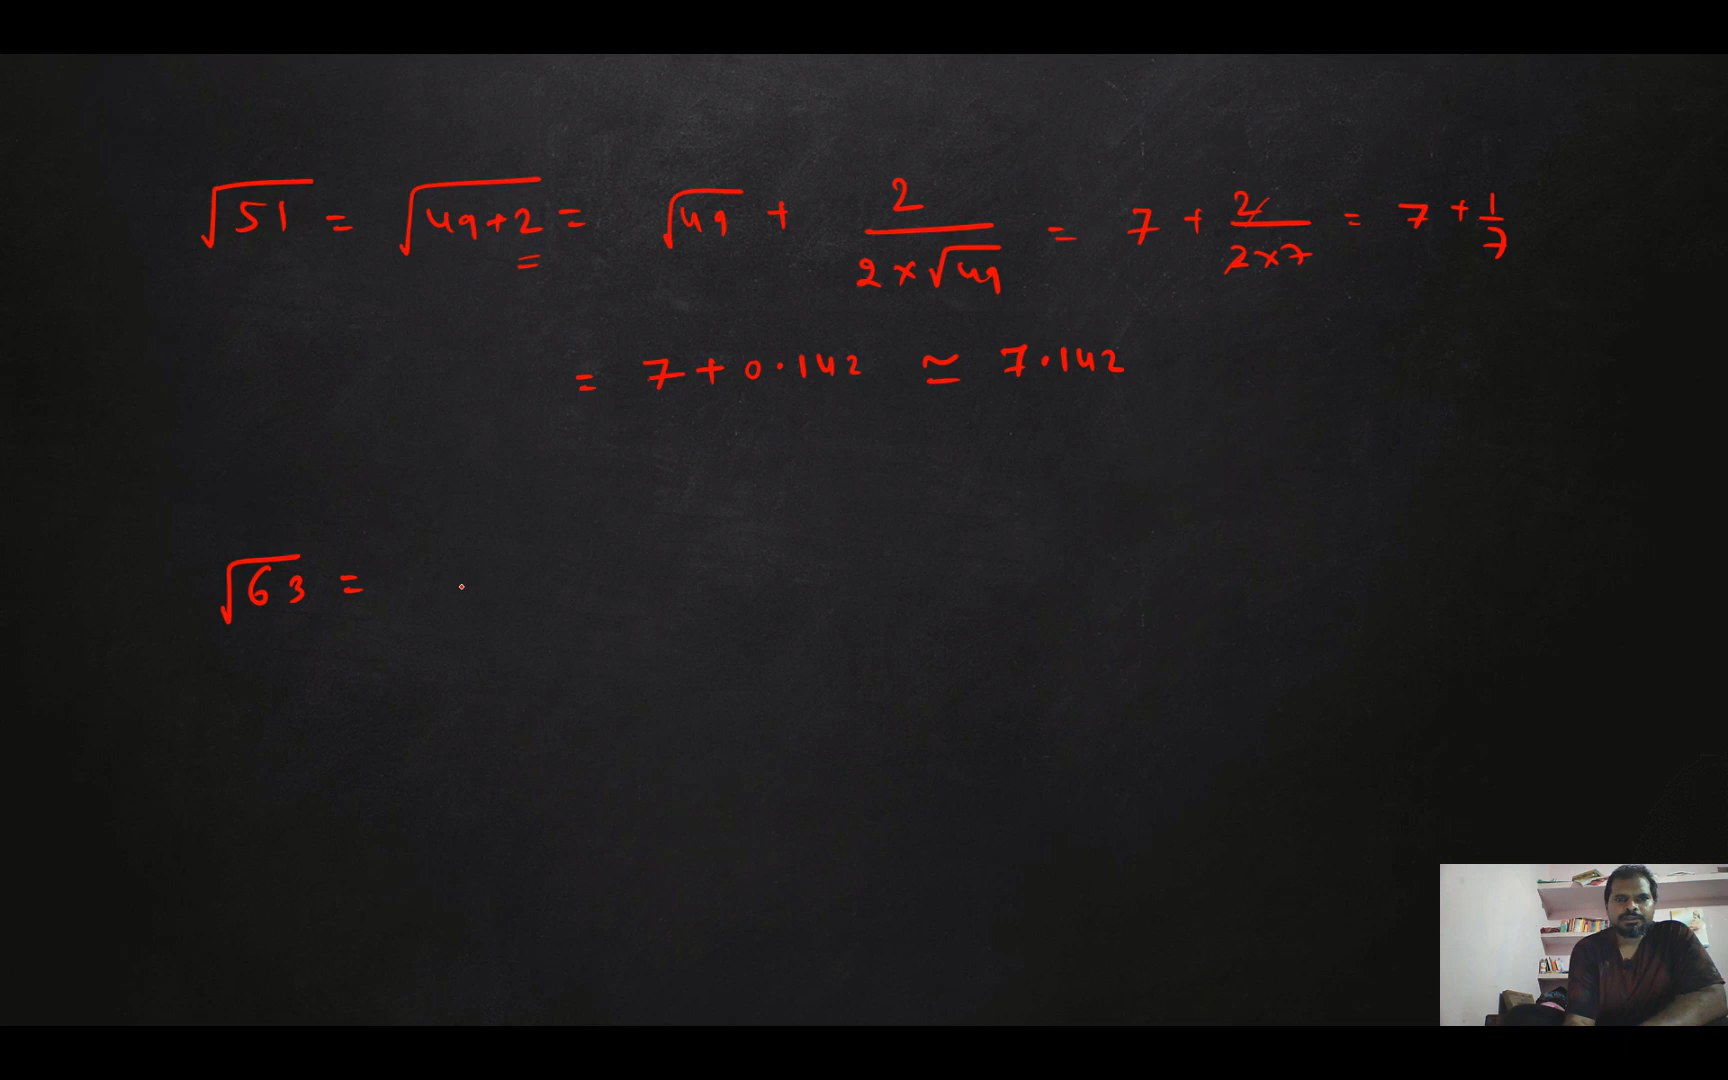 √51 = √49+2 = √49 + 2/(2×√49) = 7 + 2/(2×7) = 7 + 1/7
= 7 + 0.142 ≃ 7.142
√63 =